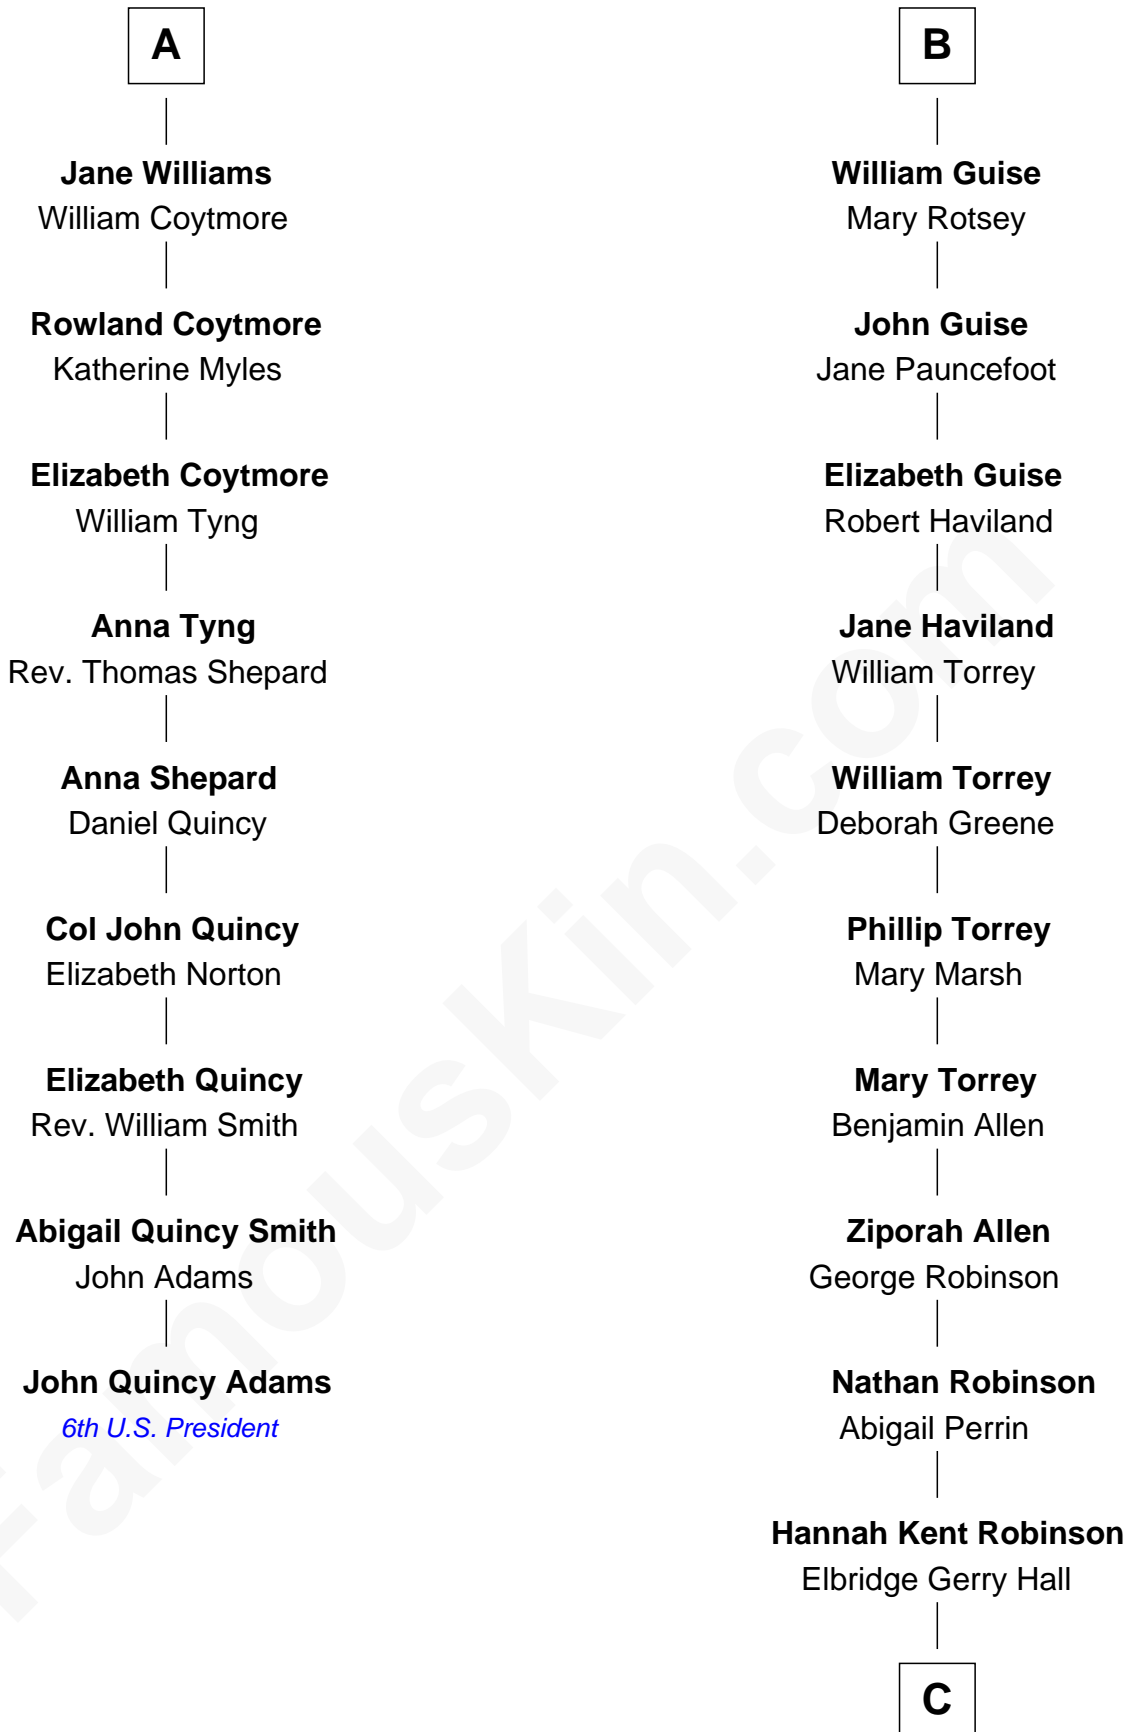 A
Jane Williams
William Coytmore
Rowland Coytmore
Katherine Myles
Elizabeth Coytmore
William Tyng
Anna Tyng
Rev. Thomas Shepard
Anna Shepard
Daniel Quincy
Col John Quincy
Elizabeth Norton
Elizabeth Quincy
Rev. William Smith
Abigail Quincy Smith
John Adams
John Quincy Adams
6th U.S. President
B
William Guise
Mary Rotsey
John Guise
Jane Pauncefoot
Elizabeth Guise
Robert Haviland
Jane Haviland
William Torrey
William Torrey
Deborah Greene
Phillip Torrey
Mary Marsh
Mary Torrey
Benjamin Allen
Ziporah Allen
George Robinson
Nathan Robinson
Abigail Perrin
Hannah Kent Robinson
Elbridge Gerry Hall
C
FamousKin.com